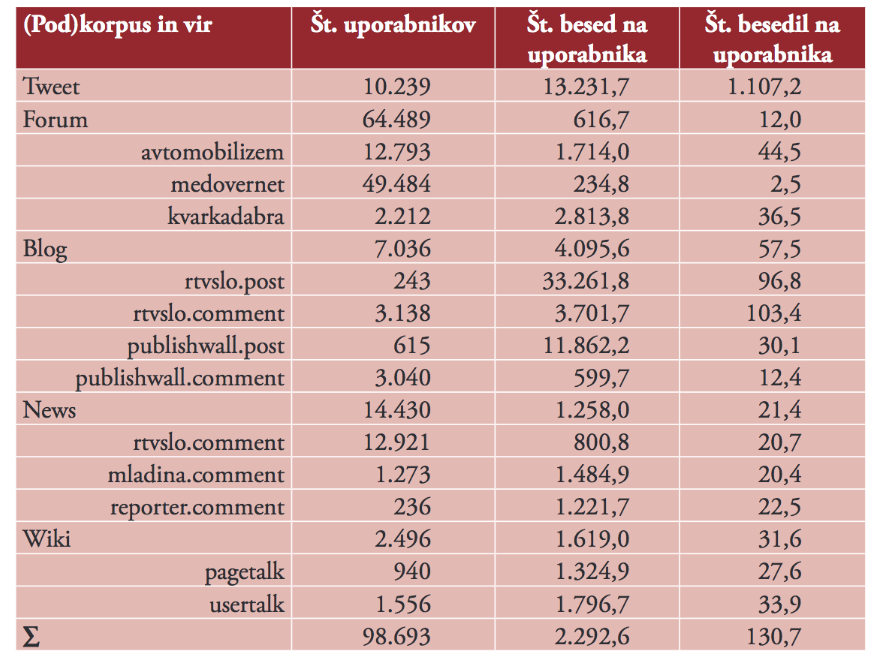 (Pod)korpus in vir Št. uporabnikov Št. besed na uporabnika Št. besedil na uporabnika
Tweet 10.239 13.231,7 1.107,2
Forum 64.489 616,7 12,0
avtomobilizem 12.793 1.714,0 44,5
medovernet 49.484 234,8 2,5
kvarkadabra 2.212 2.813,8 36,5
Blog 7.036 4.095,6 57,5
rtvslo.post 243 33.261,8 96,8
rtvslo.comment 3.138 3.701,7 103,4
publishwall.post 615 11.862,2 30,1
publishwall.comment 3.040 599,7 12,4
News 14.430 1.258,0 21,4
rtvslo.comment 12.921 800,8 20,7
mladina.comment 1.273 1.484,9 20,4
reporter.comment 236 1.221,7 22,5
Wiki 2.496 1.619,0 31,6
pagetalk 940 1.324,9 27,6
usertalk 1.556 1.796,7 33,9
Σ 98.693 2.292,6 130,7